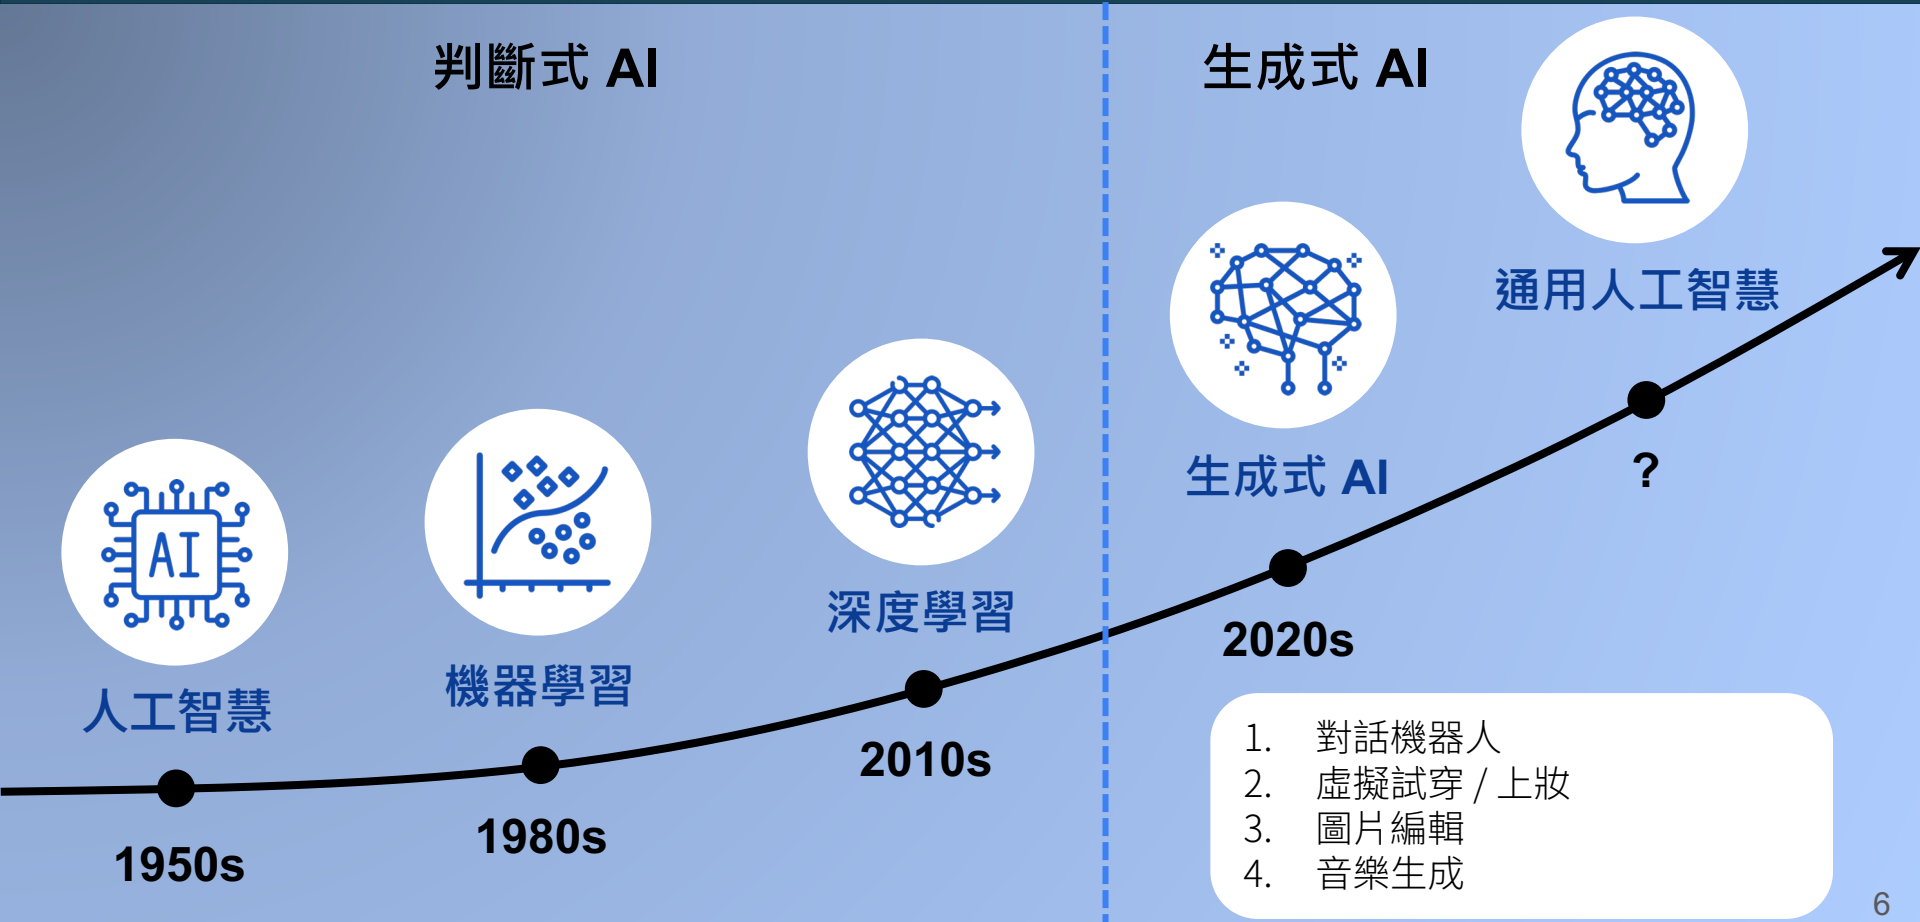 判斷式 AI
生成式 AI
通用人工智慧
生成式 AI
?
深度學習
2020s
AI
機器學習
人工智慧
2010s
1980s
1950s
1. 對話機器人
2. 虛擬試穿 / 上妝
3. 圖片編輯
4. 音樂生成
6